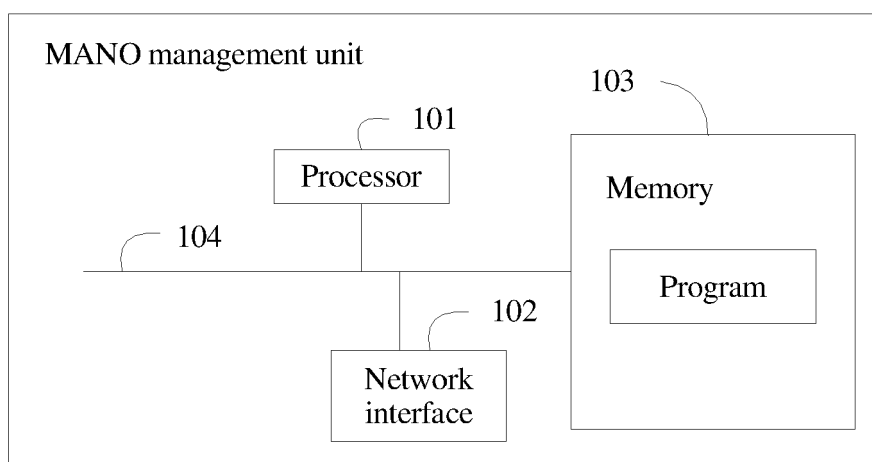 MANO management unit
103
101
Processor
Memory
104
Program
102
Network
interface